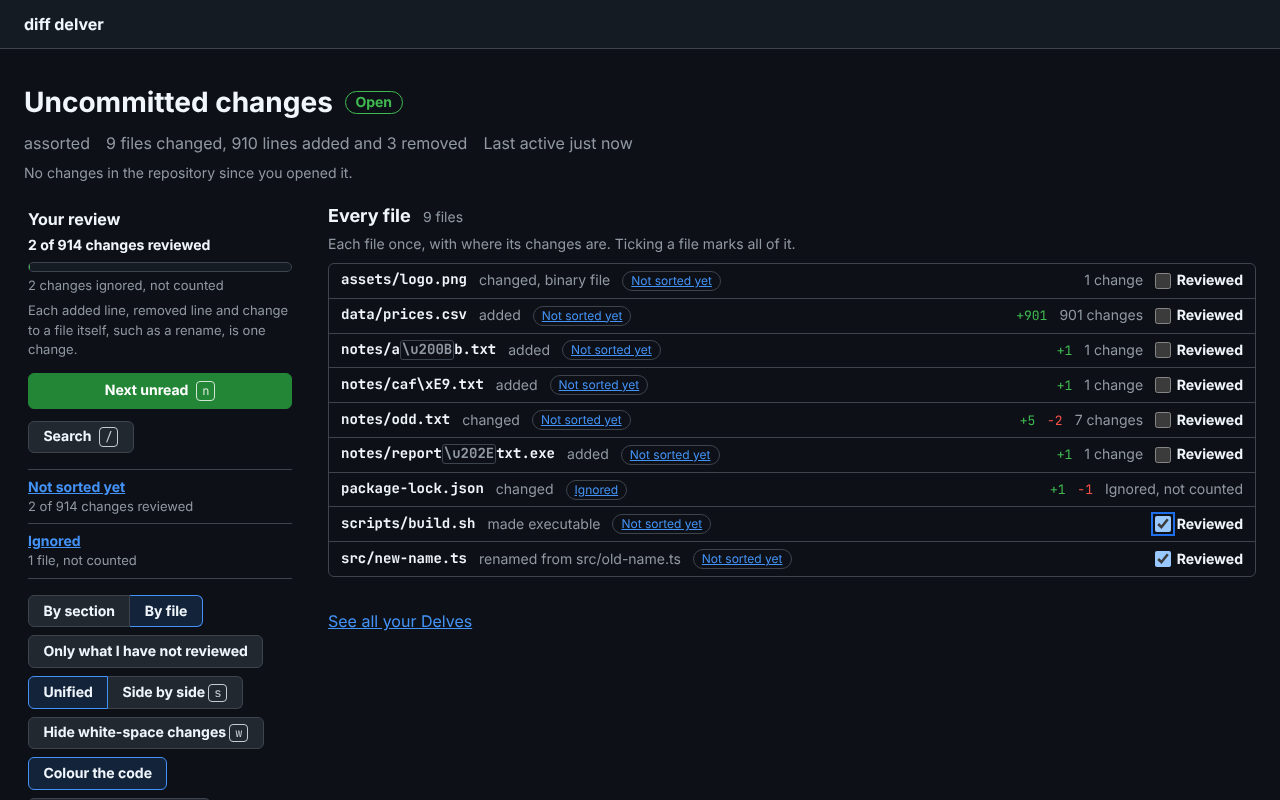 diff delver
Uncommitted changes Open
assorted 9 files changed, 910 lines added and 3 removed Last active just now
No changes in the repository since you opened it.
Your review
2 of 914 changes reviewed
2 changes ignored, not counted
Each added line, removed line and change
to a file itself, such as a rename, is one
change.
Next unread n
Search /
Not sorted yet
2 of 914 changes reviewed
Ignored
1 file, not counted
By section By file
Only what I have not reviewed
Unified Side by side s
Hide white-space changes w
Colour the code
Every file 9 files
Each file once, with where its changes are. Ticking a file marks all of it.
assets/logo.png changed, binary file Not sorted yet 1 change Reviewed
data/prices.csv added Not sorted yet +901 901 changes Reviewed
notes/a\u200Bb.txt added Not sorted yet +1 1 change Reviewed
notes/caf\xE9.txt added Not sorted yet +1 1 change Reviewed
notes/odd.txt changed Not sorted yet +5 -2 7 changes Reviewed
notes/report\u202Etxt.exe added Not sorted yet +1 1 change Reviewed
package-lock.json changed Ignored +1 -1 Ignored, not counted
scripts/build.sh made executable Not sorted yet Reviewed
src/new-name.ts renamed from src/old-name.ts Not sorted yet Reviewed
See all your Delves